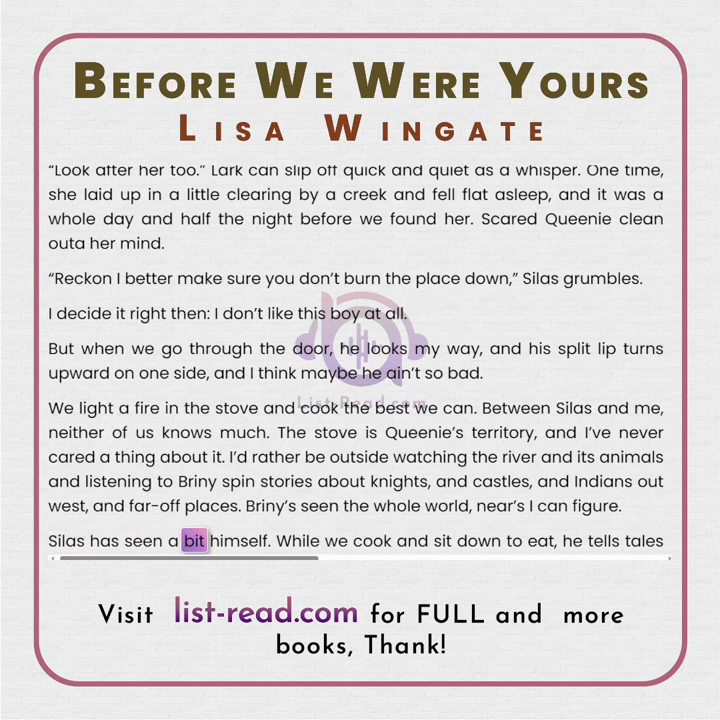 BEFORE WE WERE YOURS
LISA WINGATE
“Look after her too.” Lark can slip off quick and quiet as a whisper. One time,
she laid up in a little clearing by a creek and fell flat asleep, and it was a
whole day and half the night before we found her. Scared Queenie clean
outa her mind.
“Reckon I better make sure you don’t burn the place down,” Silas grumbles.
I decide it right then: I don’t like this boy at all.
But when we go through the door, he looks my way, and his split lip turns
upward on one side, and I think maybe he ain’t so bad.
List-Read.com
We light a fire in the stove and cook the best we can. Between Silas and me,
neither of us knows much. The stove is Queenie’s territory, and I’ve never
cared a thing about it. I’d rather be outside watching the river and its animals
and listening to Briny spin stories about knights, and castles, and Indians out
west, and far-off places. Briny’s seen the whole world, near’s I can figure.
Silas has seen a bit himself. While we cook and sit down to eat, he tells tales
Visit list-read.com for FULL and more
books, Thank!